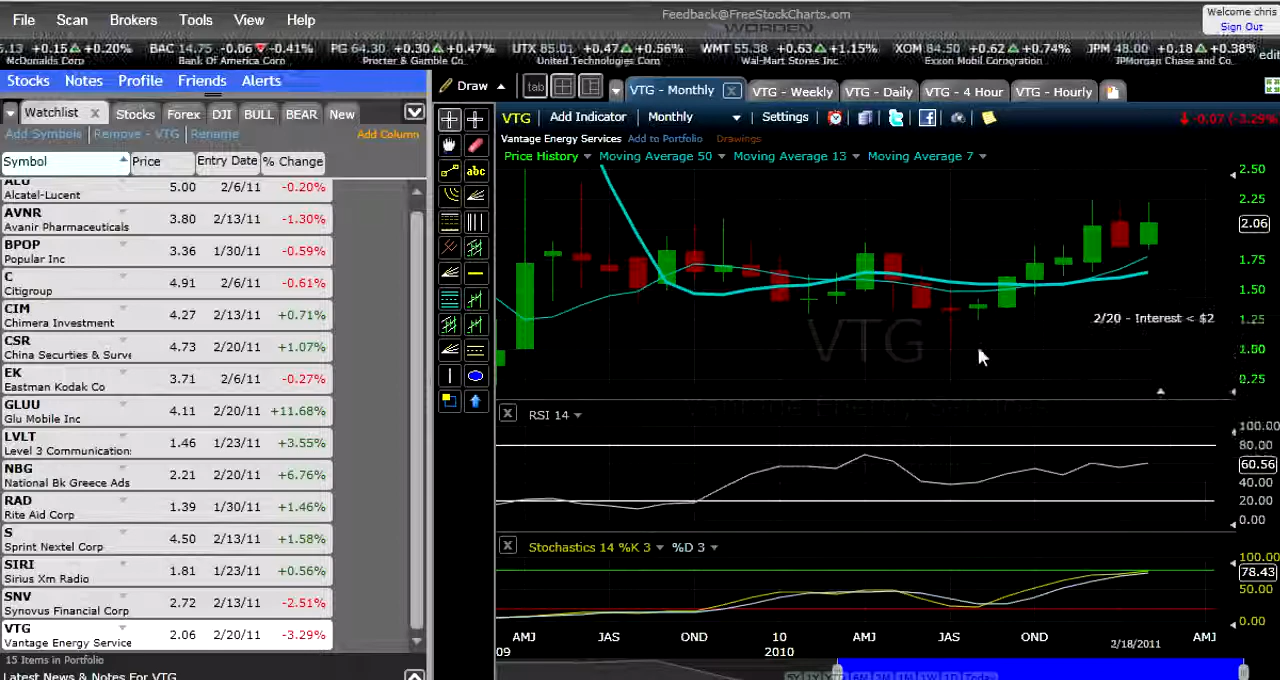 File Scan Brokers Tools View Help
Feedback@FreeStockCharts.om
WORDEN
Welcome chris
Sign Out
+0.15 +0.20% BAC 14.75 -0.06 -0.41% PG 64.30 +0.30 +0.47% UTX 85.01 +0.47 +0.56% WMT 55.38 +0.63 +1.15% XOM 84.50 +0.62 +0.74% JPM 48.00 +0.18 +0.38%
McDonalds Corp Bank Of America Corp Procter & Gamble Co. United Technologies Corp Wal-Mart Stores Inc Exxon Mobil Corporation JPMorgan Chase and Co. edit
Stocks Notes Profile Friends Alerts
Draw tab VTG - Monthly X VTG - Weekly VTG - Daily VTG - 4 Hour VTG - Hourly
Watchlist X Stocks Forex DJI BULL BEAR New
Add Symbols Remove - VTG Rename Add Column
VTG Add Indicator Monthly Settings -0.07 (-3.29%
Vantage Energy Services Add to Portfolio Drawings
Price History Moving Average 50 Moving Average 13 Moving Average 7
Symbol Price Entry Date % Change
ALU 5.00 2/6/11 -0.20%
Alcatel-Lucent
AVNR 3.80 2/13/11 -1.30%
Avanir Pharmaceuticals
BPOP 3.36 1/30/11 -0.59%
Popular Inc
C 4.91 2/6/11 -0.61%
Citigroup
CIM 4.27 2/13/11 +0.71%
Chimera Investment
CSR 4.73 2/20/11 +1.07%
China Securities & Surve
EK 3.71 2/6/11 -0.27%
Eastman Kodak Co
GLUU 4.11 2/20/11 +11.68%
Glu Mobile Inc
LVLT 1.46 1/23/11 +3.55%
Level 3 Communication
NBG 2.21 2/20/11 +6.76%
National Bk Greece Ads
RAD 1.39 1/30/11 +1.46%
Rite Aid Corp
S 4.50 2/13/11 +1.58%
Sprint Nextel Corp
SIRI 1.81 1/23/11 +0.56%
Sirius Xm Radio
SNV 2.72 2/13/11 -2.51%
Synovus Financial Corp
VTG 2.06 2/20/11 -3.29%
Vantage Energy Service
15 Items in Portfolio
Latest News & Notes For VTG
abc
2.50
2.25
2.06
1.75
1.50
2/20 - Interest < $2
VTG
X RSI 14
80.00
60.56
40.00
20.00
0.00
X Stochastics 14 %K 3 %D 3
100.00
78.43
50.00
0.00
AMJ JAS OND 10 AMJ JAS OND 2/18/2011 AMJ
09 2010